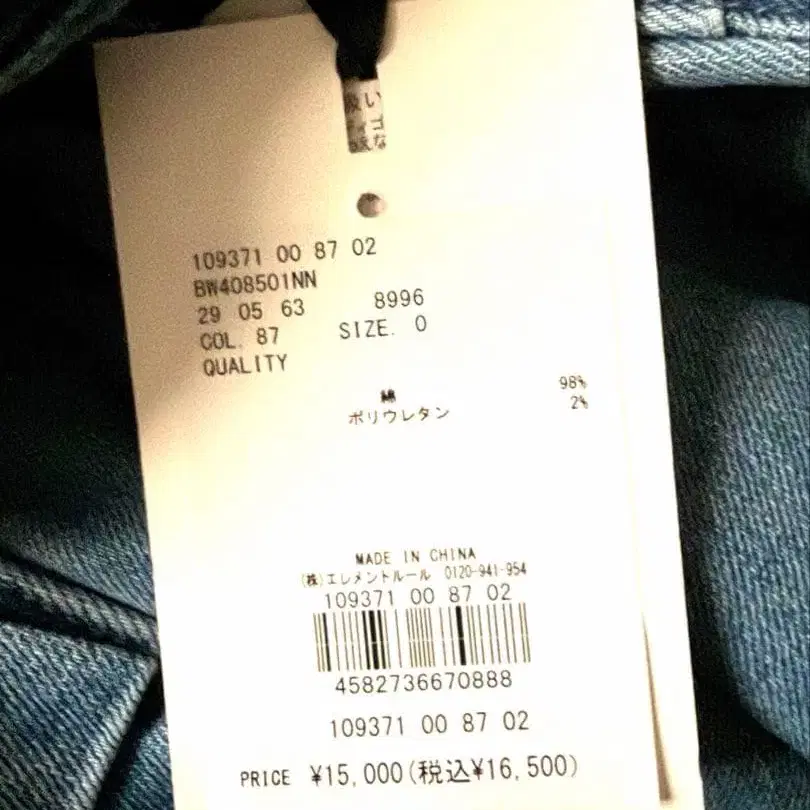 扱い
109371 00 87 02
BW408501NN
29 05 63 8996
COL. 87 SIZE. 0
QUALITY
綿 98%
ポリウレタン 2%
MADE IN CHINA
(株)エレメントルール 0120-941-954
109371 00 87 02
4582736670888
109371 00 87 02
PRICE ¥15,000(税込¥16,500)